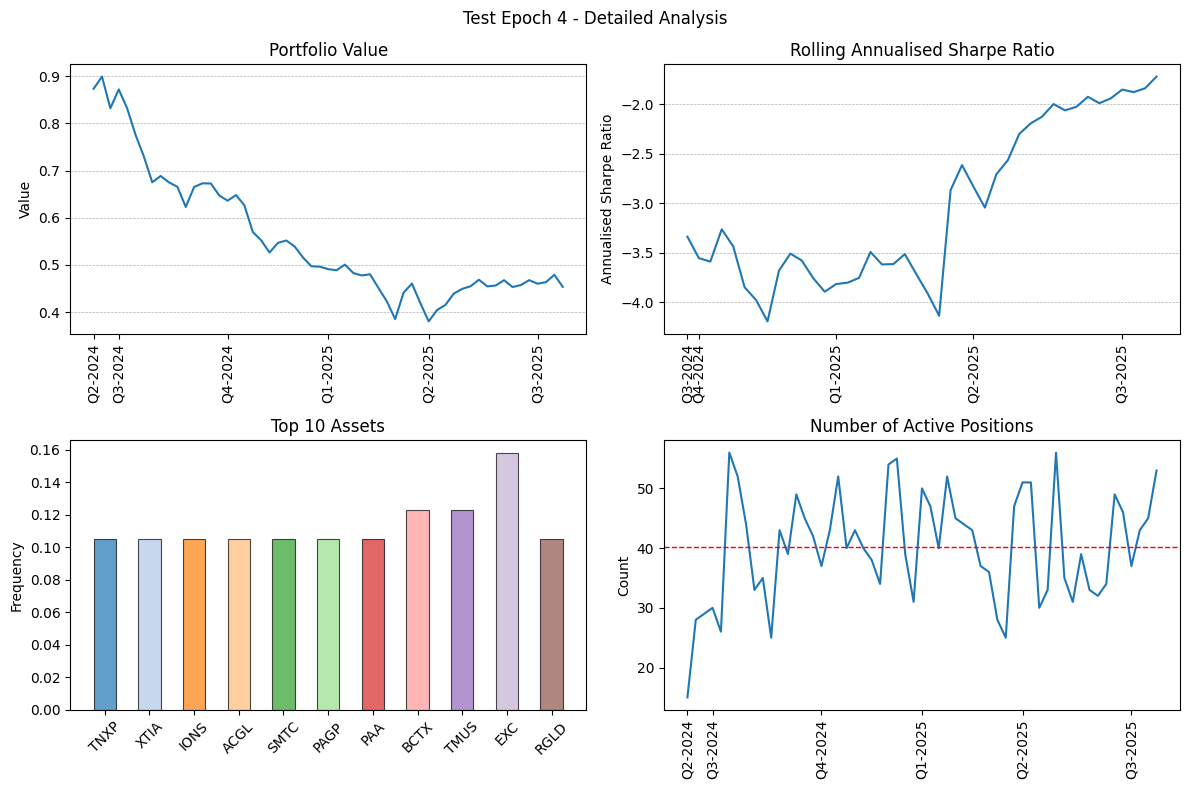 Test Epoch 4 - Detailed Analysis
Portfolio Value
Value
0.9
0.8
0.7
0.6
0.5
0.4
Q2-2024
Q3-2024
Q4-2024
Q1-2025
Q2-2025
Q3-2025
Rolling Annualised Sharpe Ratio
Annualised Sharpe Ratio
−2.0
−2.5
−3.0
−3.5
−4.0
Q3-2024
Q4-2024
Q1-2025
Q2-2025
Q3-2025
Top 10 Assets
Frequency
0.16
0.14
0.12
0.10
0.08
0.06
0.04
0.02
0.00
TNXP
XTIA
IONS
ACGL
SMTC
PAGP
PAA
BCTX
TMUS
EXC
RGLD
Number of Active Positions
Count
50
40
30
20
Q2-2024
Q3-2024
Q4-2024
Q1-2025
Q2-2025
Q3-2025